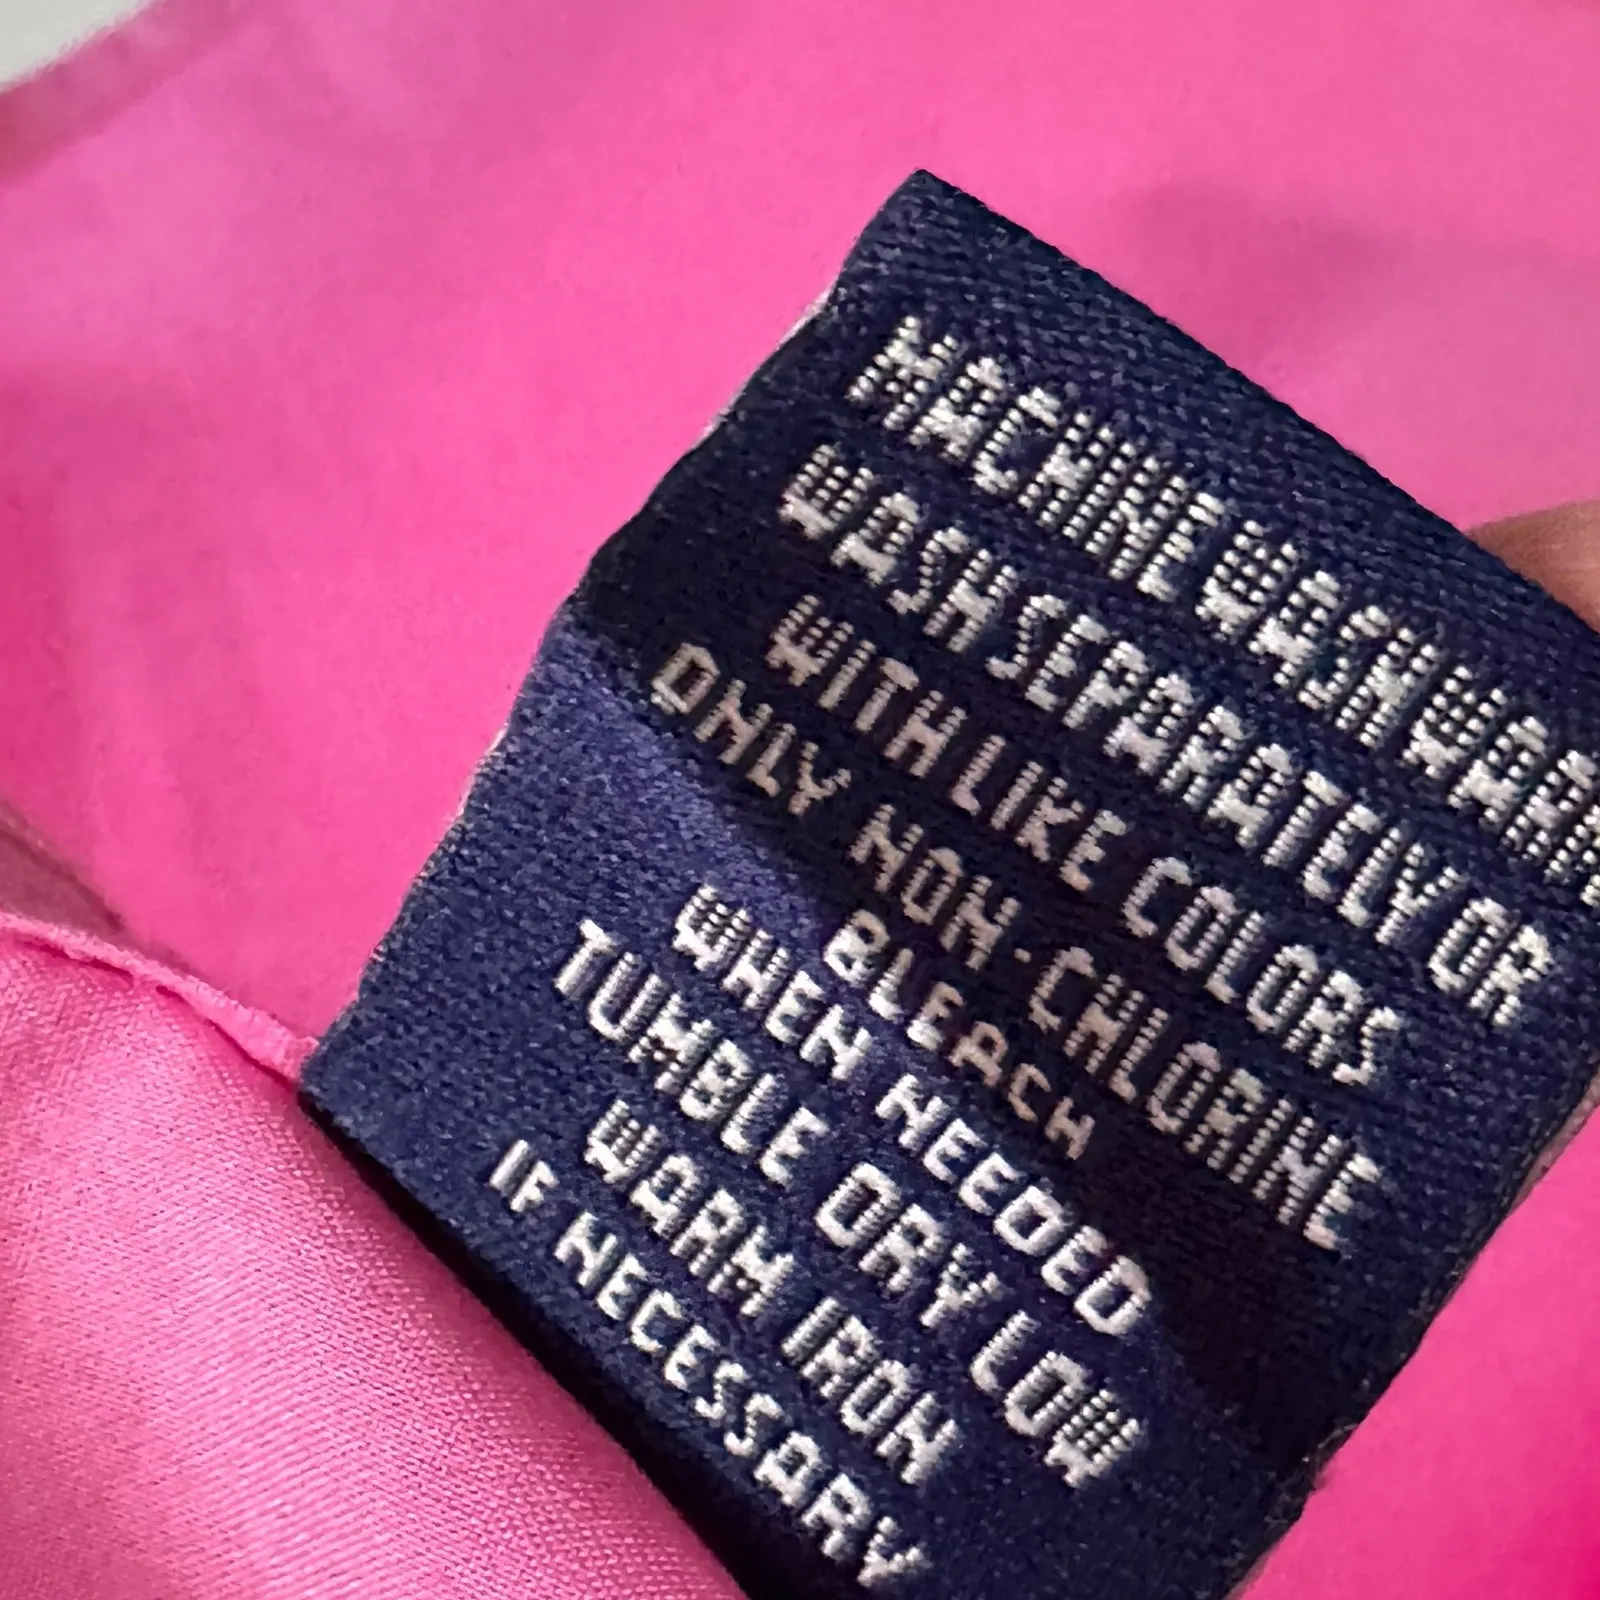 MACHINE WASH WARM
WASH SEPARATELY OR
WITH LIKE COLORS
ONLY NON-CHLORINE
BLEACH
WHEN NEEDED
TUMBLE DRY LOW
WARM IRON
IF NECESSARY